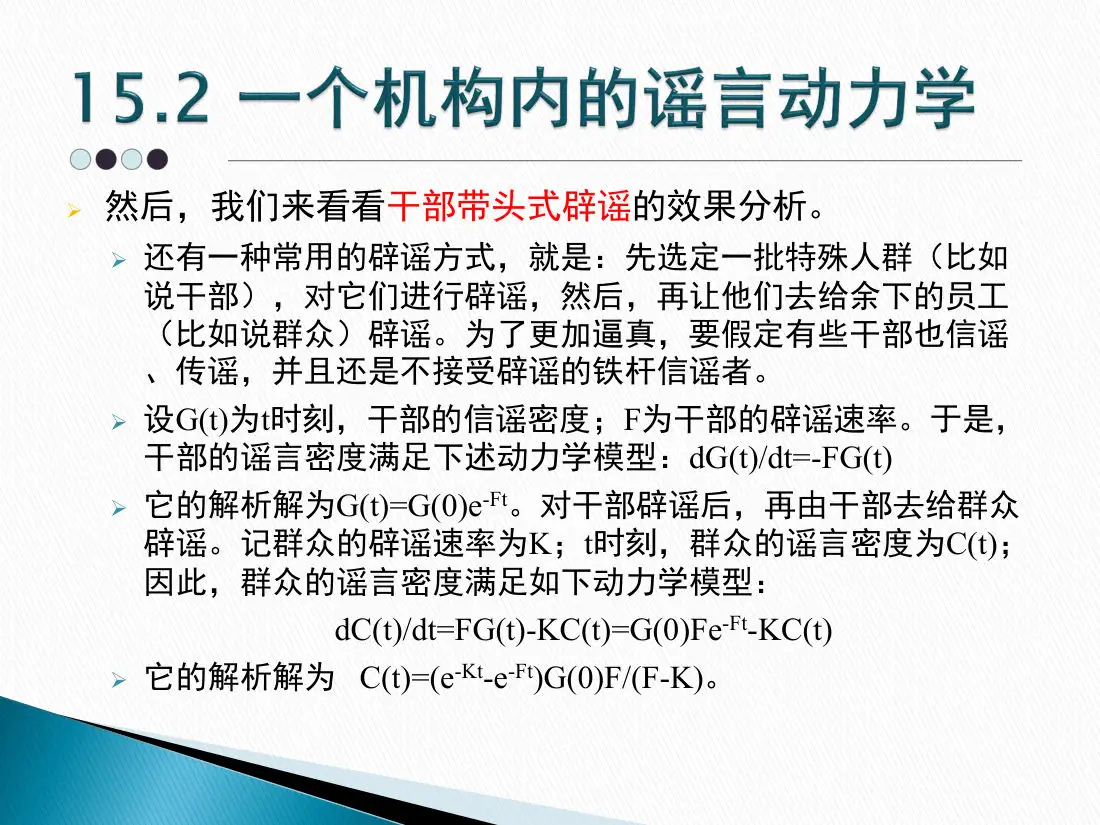 15.2 一个机构内的谣言动力学
然后，我们来看看干部带头式辟谣的效果分析。
还有一种常用的辟谣方式，就是：先选定一批特殊人群（比如
说干部），对它们进行辟谣，然后，再让他们去给余下的员工
（比如说群众）辟谣。为了更加逼真，要假定有些干部也信谣
、传谣，并且还是不接受辟谣的铁杆信谣者。
设G(t)为t时刻，干部的信谣密度；F为干部的辟谣速率。于是，
干部的谣言密度满足下述动力学模型：dG(t)/dt=-FG(t)
它的解析解为G(t)=G(0)e-Ft。对干部辟谣后，再由干部去给群众
辟谣。记群众的辟谣速率为K；t时刻，群众的谣言密度为C(t)；
因此，群众的谣言密度满足如下动力学模型：
dC(t)/dt=FG(t)-KC(t)=G(0)Fe-Ft-KC(t)
它的解析解为 C(t)=(e-Kt-e-Ft)G(0)F/(F-K)。